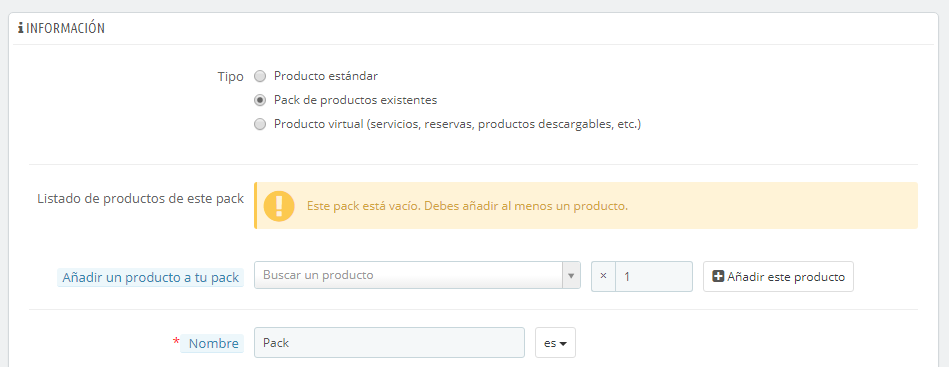 INFORMACIÓN
Tipo
Producto estándar
Pack de productos existentes
Producto virtual (servicios, reservas, productos descargables, etc.)
Listado de productos de este pack
Este pack está vacío. Debes añadir al menos un producto.
Añadir un producto a tu pack
Buscar un producto
× 1
Añadir este producto
* Nombre
Pack
es